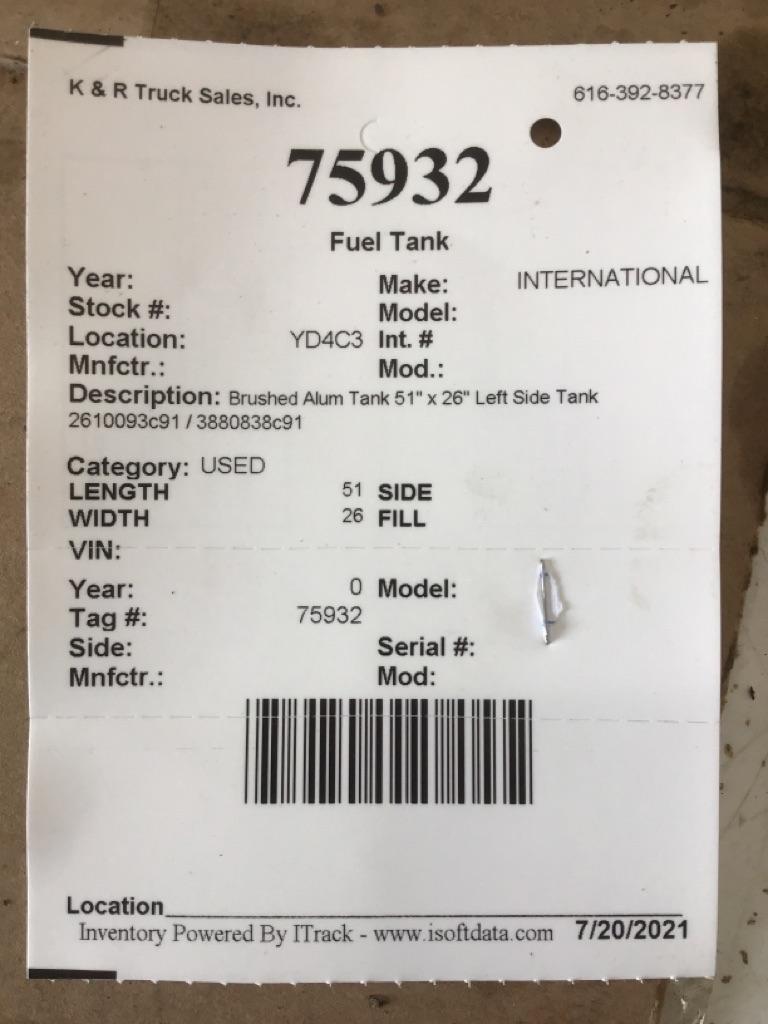 K & R Truck Sales, Inc. 616-392-8377
75932
Fuel Tank
Year: Make: INTERNATIONAL
Stock #: Model:
Location: YD4C3 Int. #
Mnfctr.: Mod.:
Description: Brushed Alum Tank 51" x 26" Left Side Tank
2610093c91 / 3880838c91
Category: USED
LENGTH 51 SIDE
WIDTH 26 FILL
VIN:
Year: 0 Model:
Tag #: 75932
Side: Serial #:
Mnfctr.: Mod:
Location
Inventory Powered By ITrack - www.isoftdata.com 7/20/2021